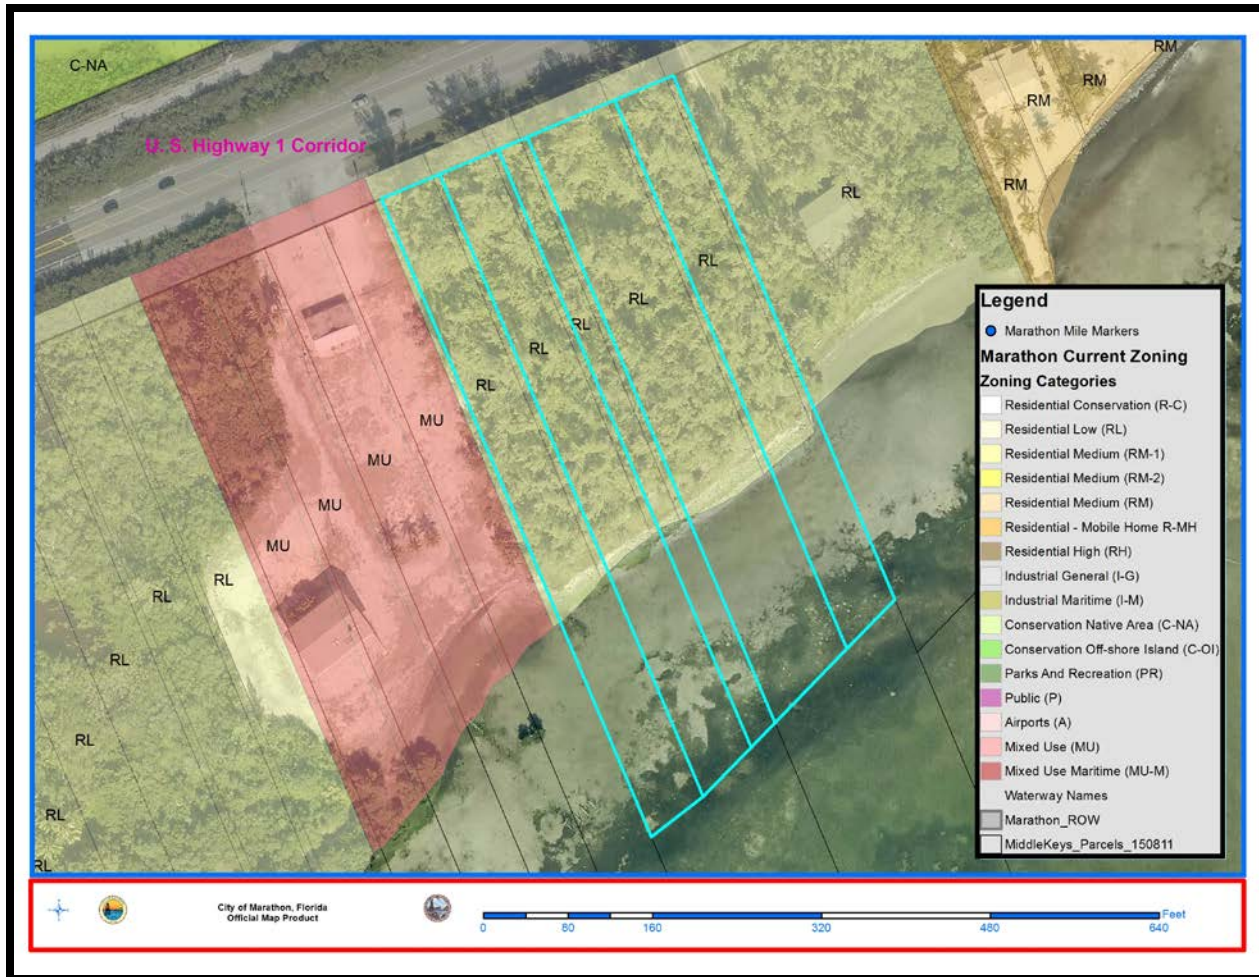 C-NA
RM
RM
RM
RM
U.S. Highway 1 Corridor
RL
RL
RL
RL
RL
RL
MU
MU
MU
MU
RL
RL
RL
RL
RL
RL
Legend
Marathon Mile Markers
Marathon Current Zoning
Zoning Categories
Residential Conservation (R-C)
Residential Low (RL)
Residential Medium (RM-1)
Residential Medium (RM-2)
Residential Medium (RM)
Residential - Mobile Home R-MH
Residential High (RH)
Industrial General (I-G)
Industrial Maritime (I-M)
Conservation Native Area (C-NA)
Conservation Off-shore Island (C-OI)
Parks And Recreation (PR)
Public (P)
Airports (A)
Mixed Use (MU)
Mixed Use Maritime (MU-M)
Waterway Names
Marathon_ROW
MiddleKeys_Parcels_150811
City of Marathon, Florida
Official Map Product
Feet
0 80 160 320 480 640